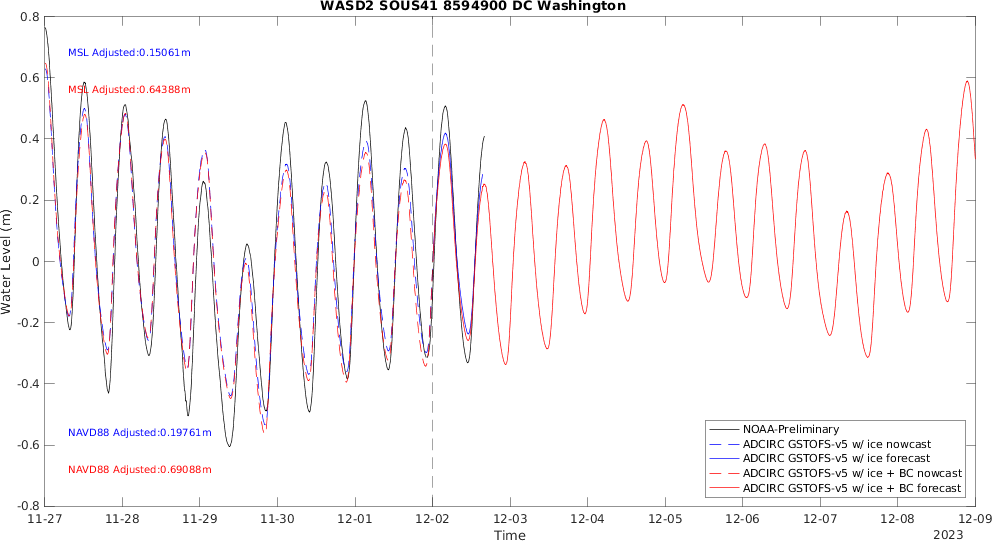 WASD2 SOUS41 8594900 DC Washington
0.8
0.6
0.4
0.2
0
-0.2
-0.4
-0.6
-0.8
Water Level (m)
MSL Adjusted:0.15061m
MSL Adjusted:0.64388m
NAVD88 Adjusted:0.19761m
NAVD88 Adjusted:0.69088m
NOAA-Preliminary
ADCIRC GSTOFS-v5 w/ ice nowcast
ADCIRC GSTOFS-v5 w/ ice forecast
ADCIRC GSTOFS-v5 w/ ice + BC nowcast
ADCIRC GSTOFS-v5 w/ ice + BC forecast
11-27 11-28 11-29 11-30 12-01 12-02 12-03 12-04 12-05 12-06 12-07 12-08 12-09
Time
2023